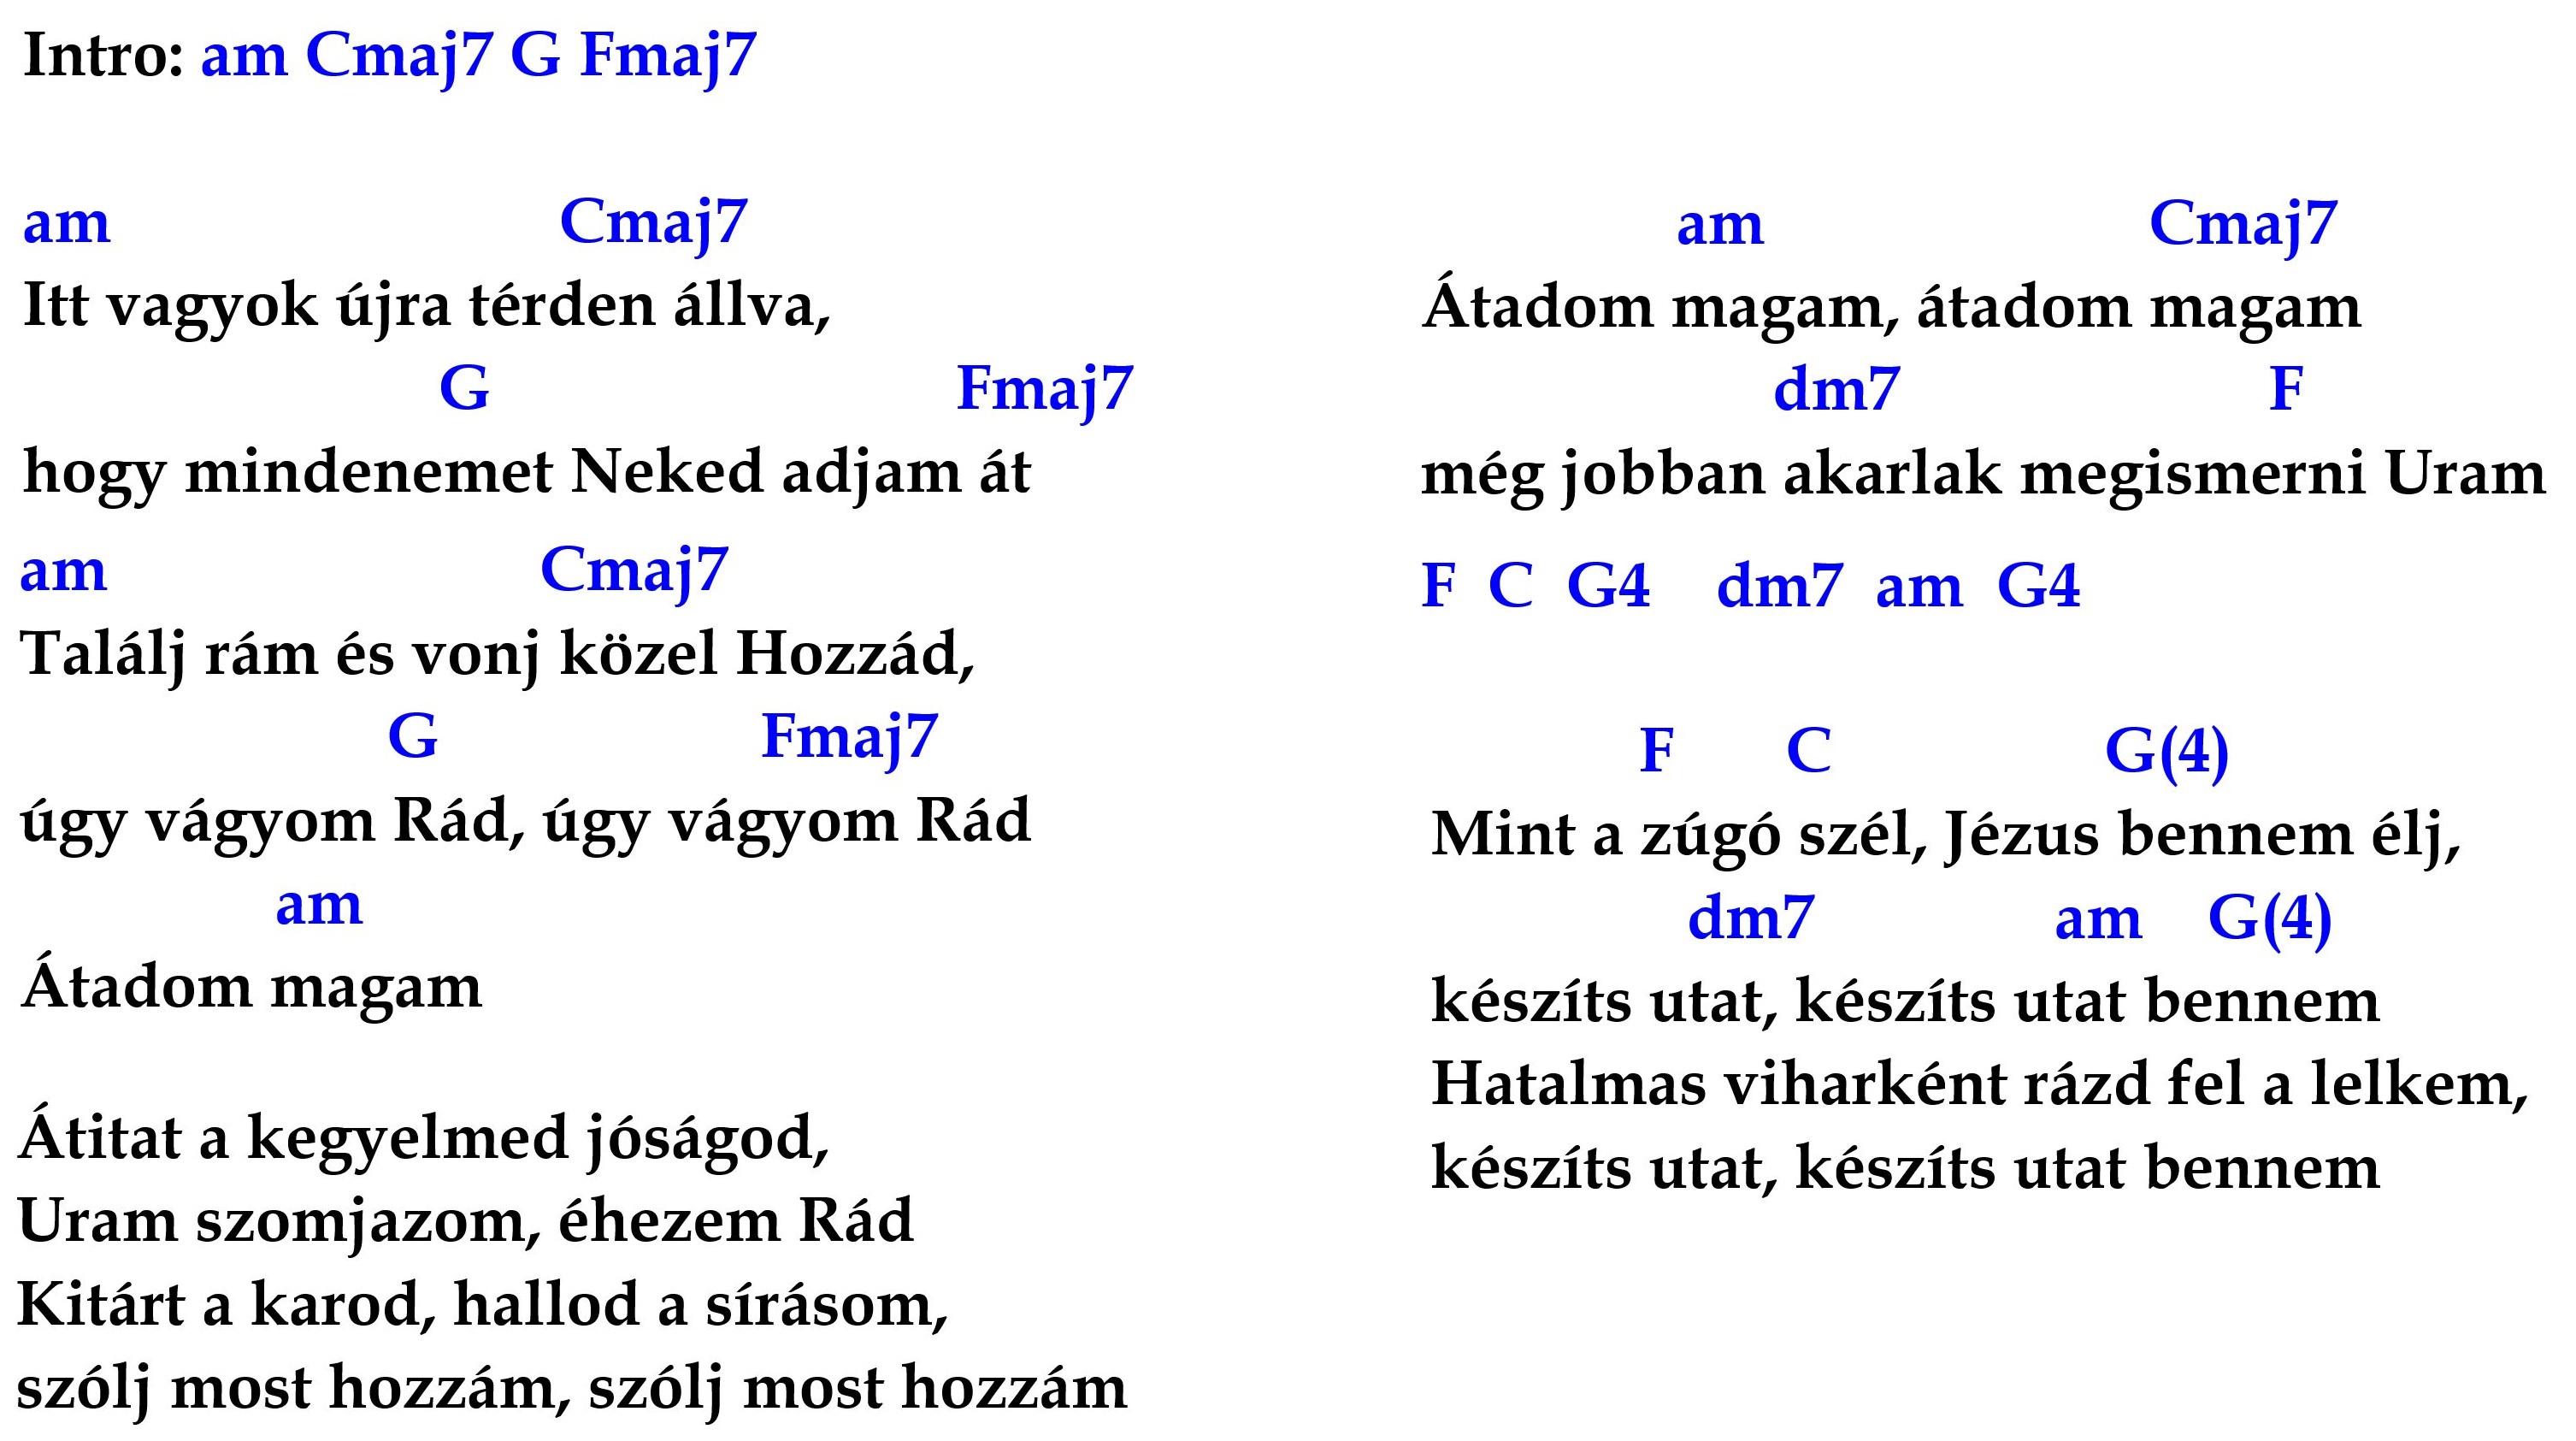 Intro: am Cmaj7 G Fmaj7
am Cmaj7
Itt vagyok újra térden állva,
G Fmaj7
hogy mindenemet Neked adjam át
am Cmaj7
Találj rám és vonj közel Hozzád,
G Fmaj7
úgy vágyom Rád, úgy vágyom Rád
am
Átadom magam
Átitat a kegyelmed jóságod,
Uram szomjazom, éhezem Rád
Kitárt a karod, hallod a sírásom,
szólj most hozzám, szólj most hozzám
am Cmaj7
Átadom magam, átadom magam
dm7 F
még jobban akarlak megismerni Uram
F C G4 dm7 am G4
F C G(4)
Mint a zúgó szél, Jézus bennem élj,
dm7 am G(4)
készíts utat, készíts utat bennem
Hatalmas viharként rázd fel a lelkem,
készíts utat, készíts utat bennem